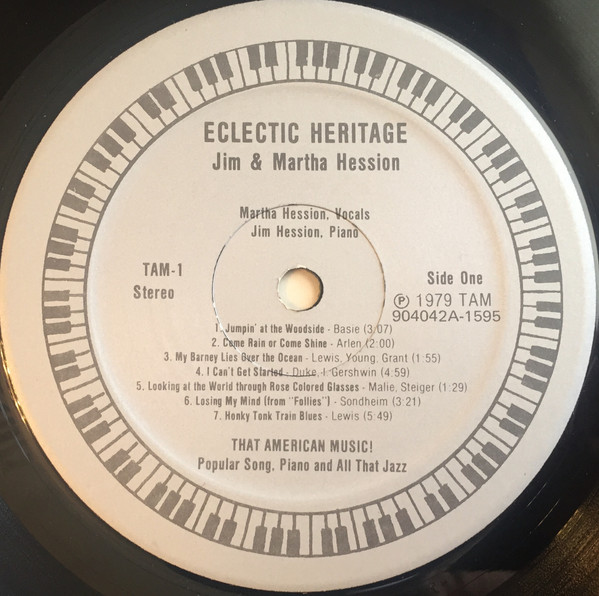 ECLECTIC HERITAGE
Jim & Martha Hession
Martha Hession, Vocals
Jim Hession, Piano
TAM-1
Stereo
Side One
Ⓟ 1979 TAM
904042A-1595
1. Jumpin' at the Woodside - Basie (3:07)
2. Come Rain or Come Shine - Arlen (2:00)
3. My Barney Lies Over the Ocean - Lewis, Young, Grant (1:55)
4. I Can't Get Started - Duke, I. Gershwin (4:59)
5. Looking at the World through Rose Colored Glasses - Malie, Steiger (1:29)
6. Losing My Mind (from "Follies") - Sondheim (3:21)
7. Honky Tonk Train Blues - Lewis (5:49)
THAT AMERICAN MUSIC!
Popular Song, Piano and All That Jazz